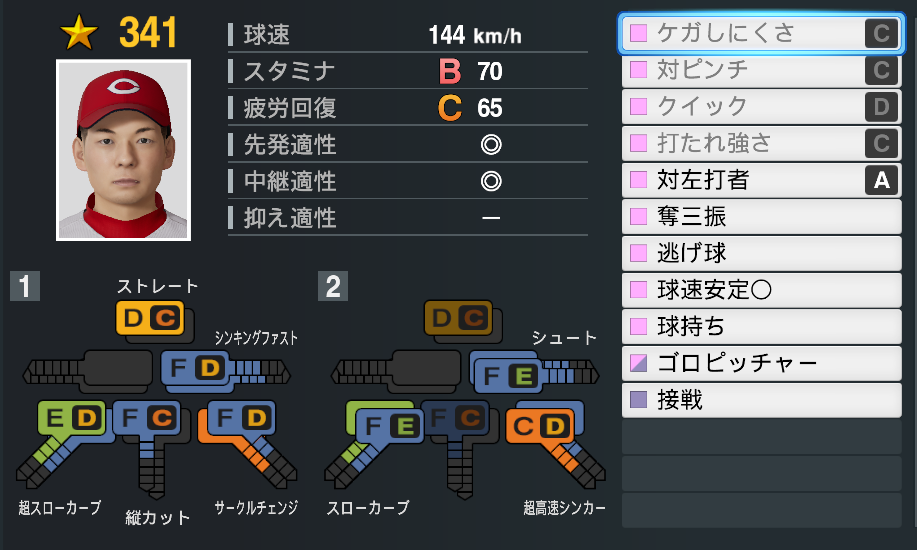 341
球速 144 km/h
スタミナ B 70
疲労回復 C 65
先発適性 ◎
中継適性 ◎
抑え適性 ー
C
1
ストレート
D C
シンキングファスト
F D
E D
F C
F D
超スローカーブ
縦カット
サークルチェンジ
2
D C
シュート
F E
F E
F C
C D
スローカーブ
超高速シンカー
ケガしにくさ C
対ピンチ C
クイック D
打たれ強さ C
対左打者 A
奪三振
逃げ球
球速安定〇
球持ち
ゴロピッチャー
接戦